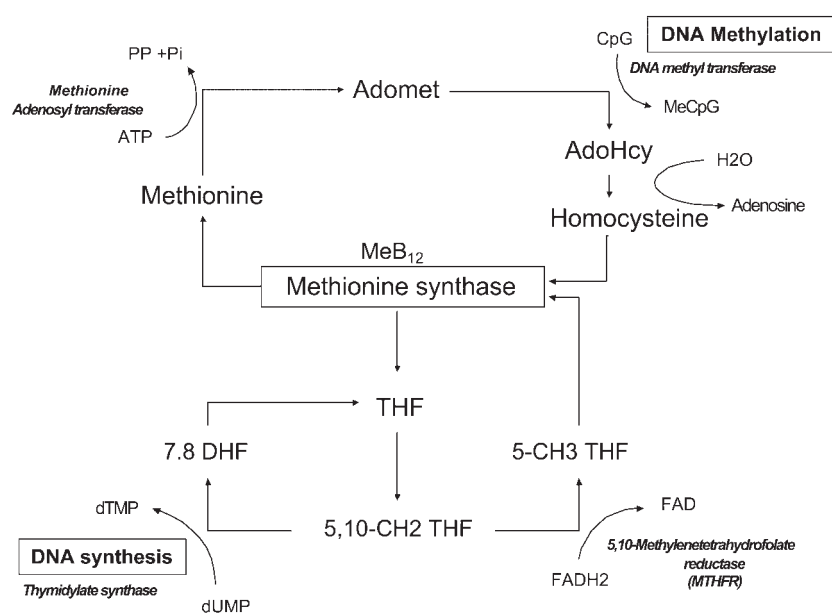 PP +Pi
Methionine
Adenosyl transferase
ATP
Adomet
CpG
DNA Methylation
DNA methyl transferase
MeCpG
AdoHcy
H2O
Adenosine
Methionine
Homocysteine
MeB12
Methionine synthase
THF
7.8 DHF
5-CH3 THF
dTMP
5,10-CH2 THF
FAD
DNA synthesis
Thymidylate synthase
dUMP
FADH2
5,10-Methylenetetrahydrofolate
reductase
(MTHFR)